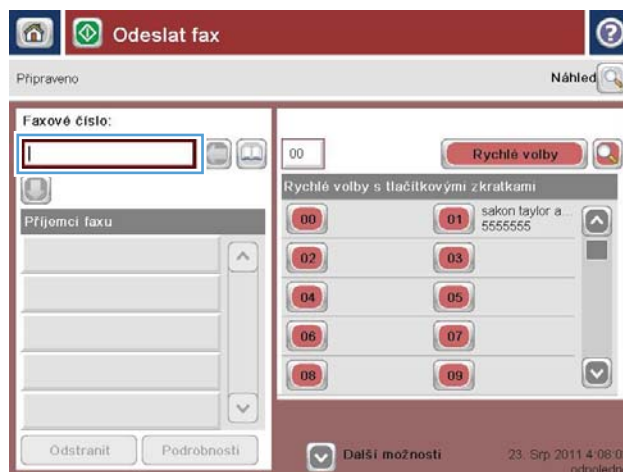 Odeslat fax
Připraveno
Náhled
Faxové číslo:
00
Rychlé volby
Rychlé volby s tlačítkovými zkratkami
Příjemci faxu
00
01
sakon taylor a...
5555555
02
03
04
05
06
07
08
09
Odstranit
Podrobnosti
Další možnosti
23. Srp 2011 4:08:0
odpoledn